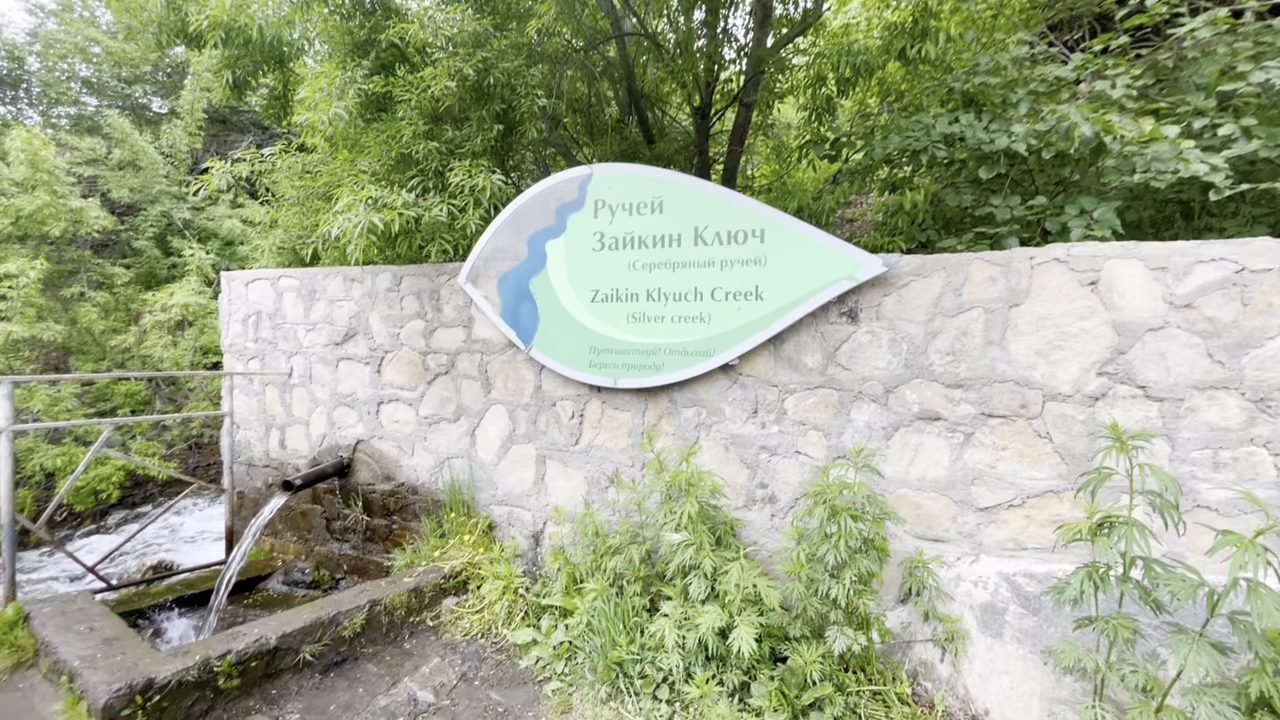 Ручей
Зайкин Ключ
(Серебряный ручей)
Zaikin Klyuch Creek
(Silver creek)
Путешествуй! Отдыхай!
Береги природу!